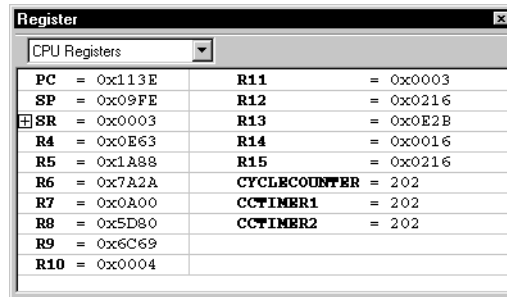 Register
CPU Registers
PC = 0x113E R11 = 0x0003
SP = 0x09FE R12 = 0x0216
SR = 0x0003 R13 = 0x0E2B
R4 = 0x0E63 R14 = 0x0016
R5 = 0x1A88 R15 = 0x0216
R6 = 0x7A2A CYCLECOUNTER = 202
R7 = 0x0A00 CCTIMER1 = 202
R8 = 0x5D80 CCTIMER2 = 202
R9 = 0x6C69
R10 = 0x0004